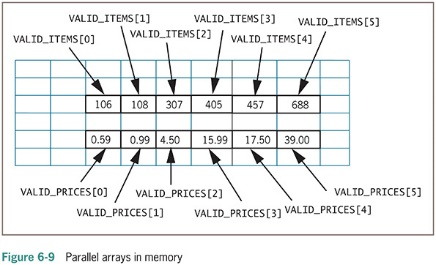 VALID_ITEMS[0]
VALID_ITEMS[1]
VALID_ITEMS[2]
VALID_ITEMS[3]
VALID_ITEMS[4]
VALID_ITEMS[5]
106 108 307 405 457 688
0.59 0.99 4.50 15.99 17.50 39.00
VALID_PRICES[0]
VALID_PRICES[1]
VALID_PRICES[2]
VALID_PRICES[3]
VALID_PRICES[4]
VALID_PRICES[5]
Figure 6-9 Parallel arrays in memory